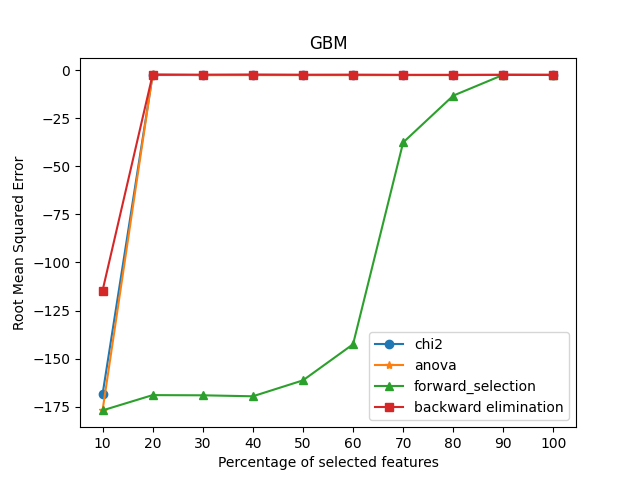 GBM
Root Mean Squared Error
0
−25
−50
−75
−100
−125
−150
−175
chi2
anova
forward_selection
backward elimination
10 20 30 40 50 60 70 80 90 100
Percentage of selected features